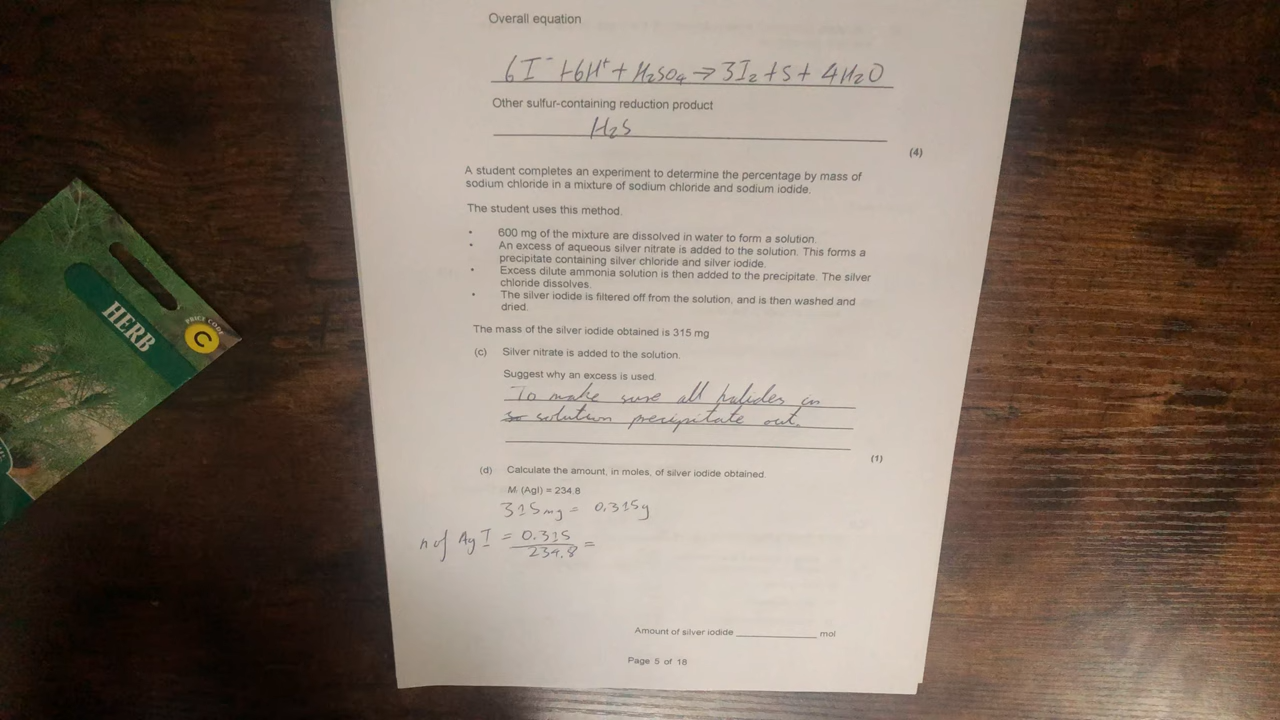 Overall equation
6I⁻ + 6H⁺ + H₂SO₄ → 3I₂ + S + 4H₂O
Other sulfur-containing reduction product
H₂S
(4)
A student completes an experiment to determine the percentage by mass of
sodium chloride in a mixture of sodium chloride and sodium iodide.
The student uses this method.
• 600 mg of the mixture are dissolved in water to form a solution.
• An excess of aqueous silver nitrate is added to the solution. This forms a
precipitate containing silver chloride and silver iodide.
• Excess dilute ammonia solution is then added to the precipitate. The silver
chloride dissolves.
• The silver iodide is filtered off from the solution, and is then washed and
dried.
The mass of the silver iodide obtained is 315 mg
(c) Silver nitrate is added to the solution.
Suggest why an excess is used.
To make sure all halides in
solution precipitate out.
(1)
(d) Calculate the amount, in moles, of silver iodide obtained.
Mᵣ (AgI) = 234.8
315mg = 0.315g
n of AgI = 0.315
234.8 =
Amount of silver iodide ____________ mol
Page 5 of 18
HERB
PRICE CODE
C